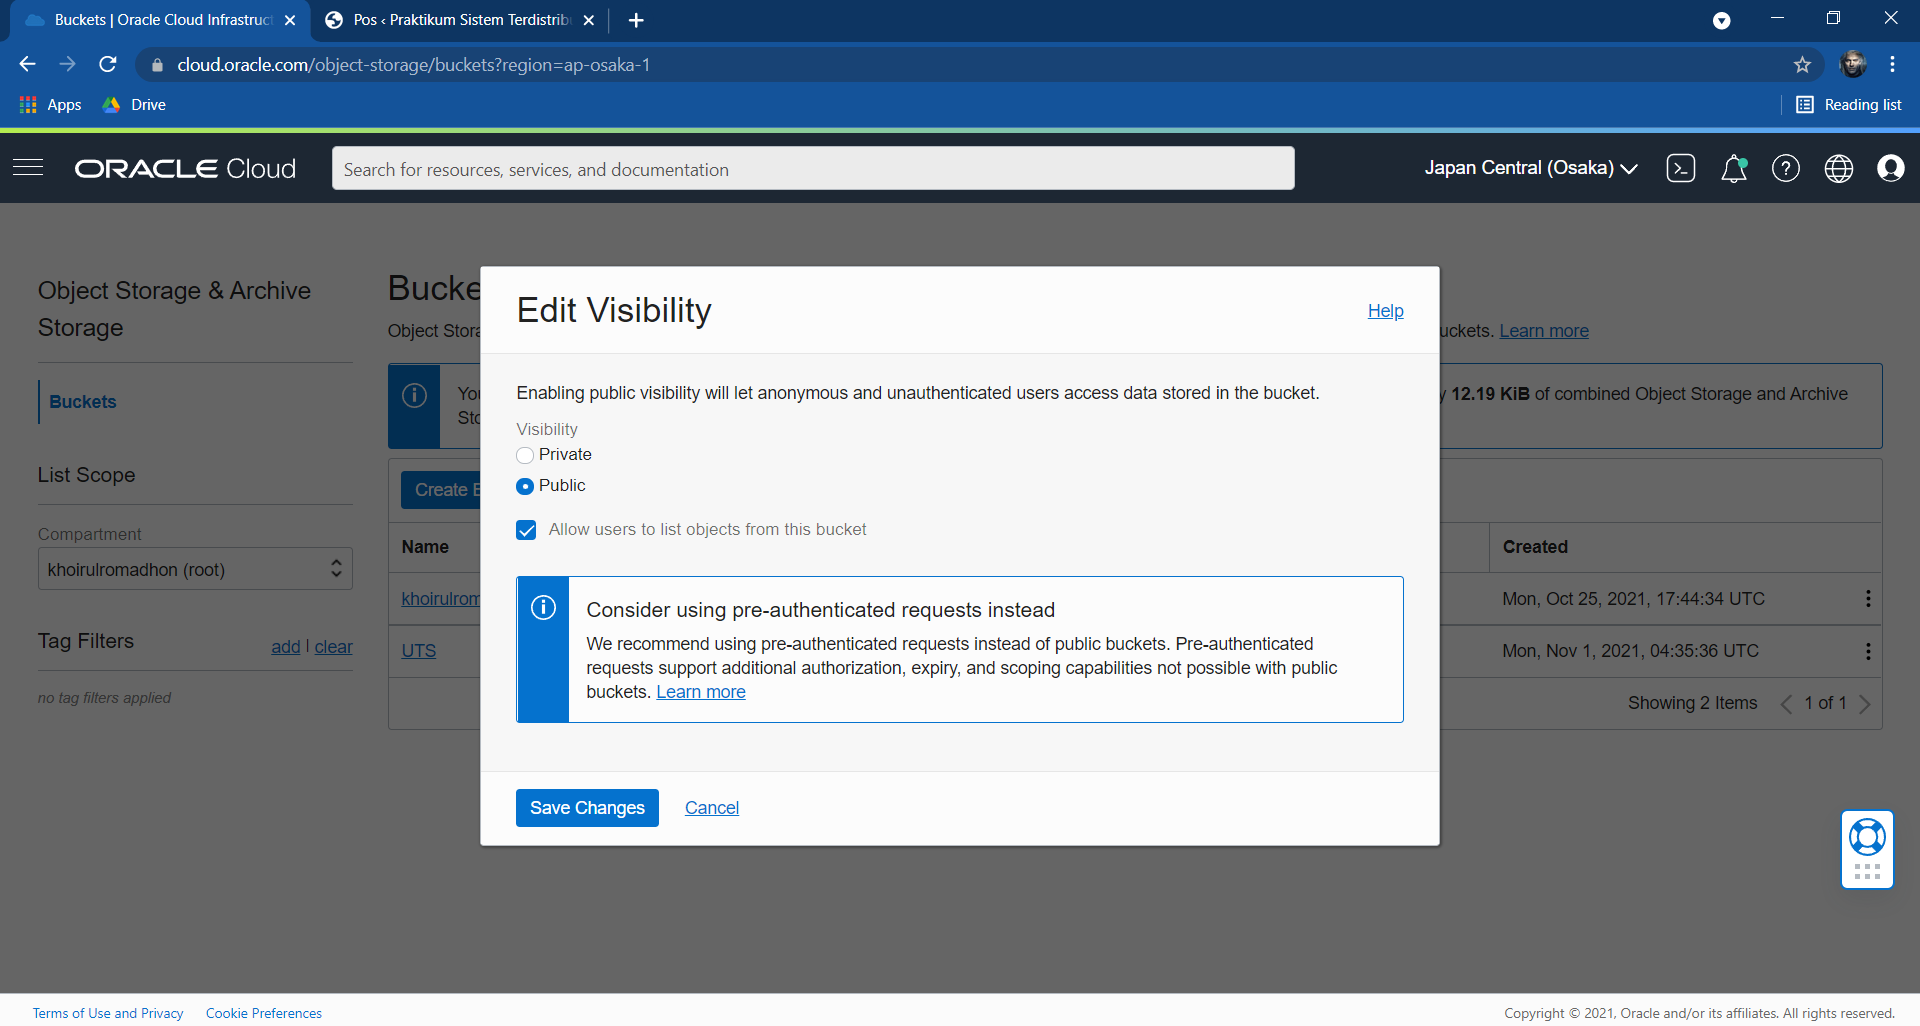 Buckets | Oracle Cloud Infrastruct
Pos ‹ Praktikum Sistem Terdistrib
cloud.oracle.com/object-storage/buckets?region=ap-osaka-1
Apps
Drive
Reading list
ORACLE Cloud
Search for resources, services, and documentation
Japan Central (Osaka)
Object Storage & Archive
Storage
Buckets
List Scope
Compartment
khoirulromadhon (root)
Tag Filters
add | clear
no tag filters applied
Bucke
Object Stora
uckets. Learn more
You
Sto
y 12.19 KiB of combined Object Storage and Archive
Create B
Name
Created
khoirulrom
Mon, Oct 25, 2021, 17:44:34 UTC
UTS
Mon, Nov 1, 2021, 04:35:36 UTC
Showing 2 Items
1 of 1
Edit Visibility
Help
Enabling public visibility will let anonymous and unauthenticated users access data stored in the bucket.
Visibility
Private
Public
Allow users to list objects from this bucket
Consider using pre-authenticated requests instead
We recommend using pre-authenticated requests instead of public buckets. Pre-authenticated
requests support additional authorization, expiry, and scoping capabilities not possible with public
buckets. Learn more
Save Changes
Cancel
Terms of Use and Privacy
Cookie Preferences
Copyright © 2021, Oracle and/or its affiliates. All rights reserved.